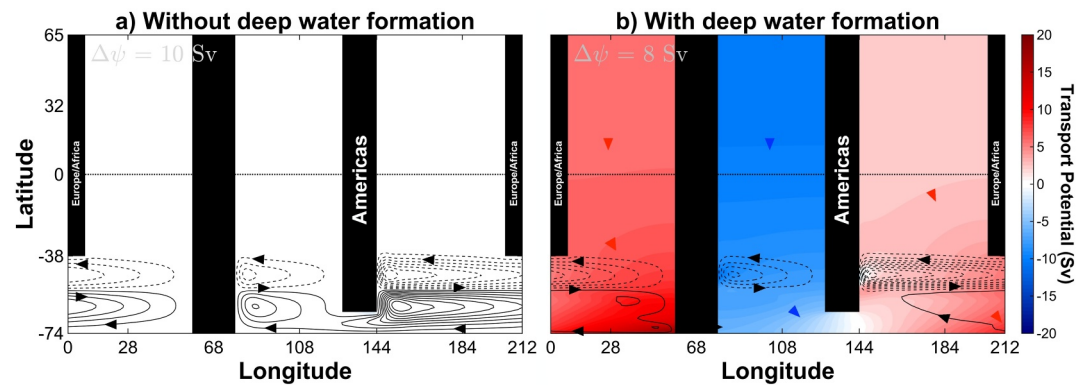 a) Without deep water formation
b) With deep water formation
Δψ = 10 Sv
Δψ = 8 Sv
65
32
0
-38
-74
Latitude
Europe/Africa
Americas
Europe/Africa
0 28 68 108 144 184 212
Longitude
Europe/Africa
Americas
Europe/Africa
0 28 68 108 144 184 212
Longitude
20
15
10
5
0
-5
-10
-15
-20
Transport Potential (Sv)